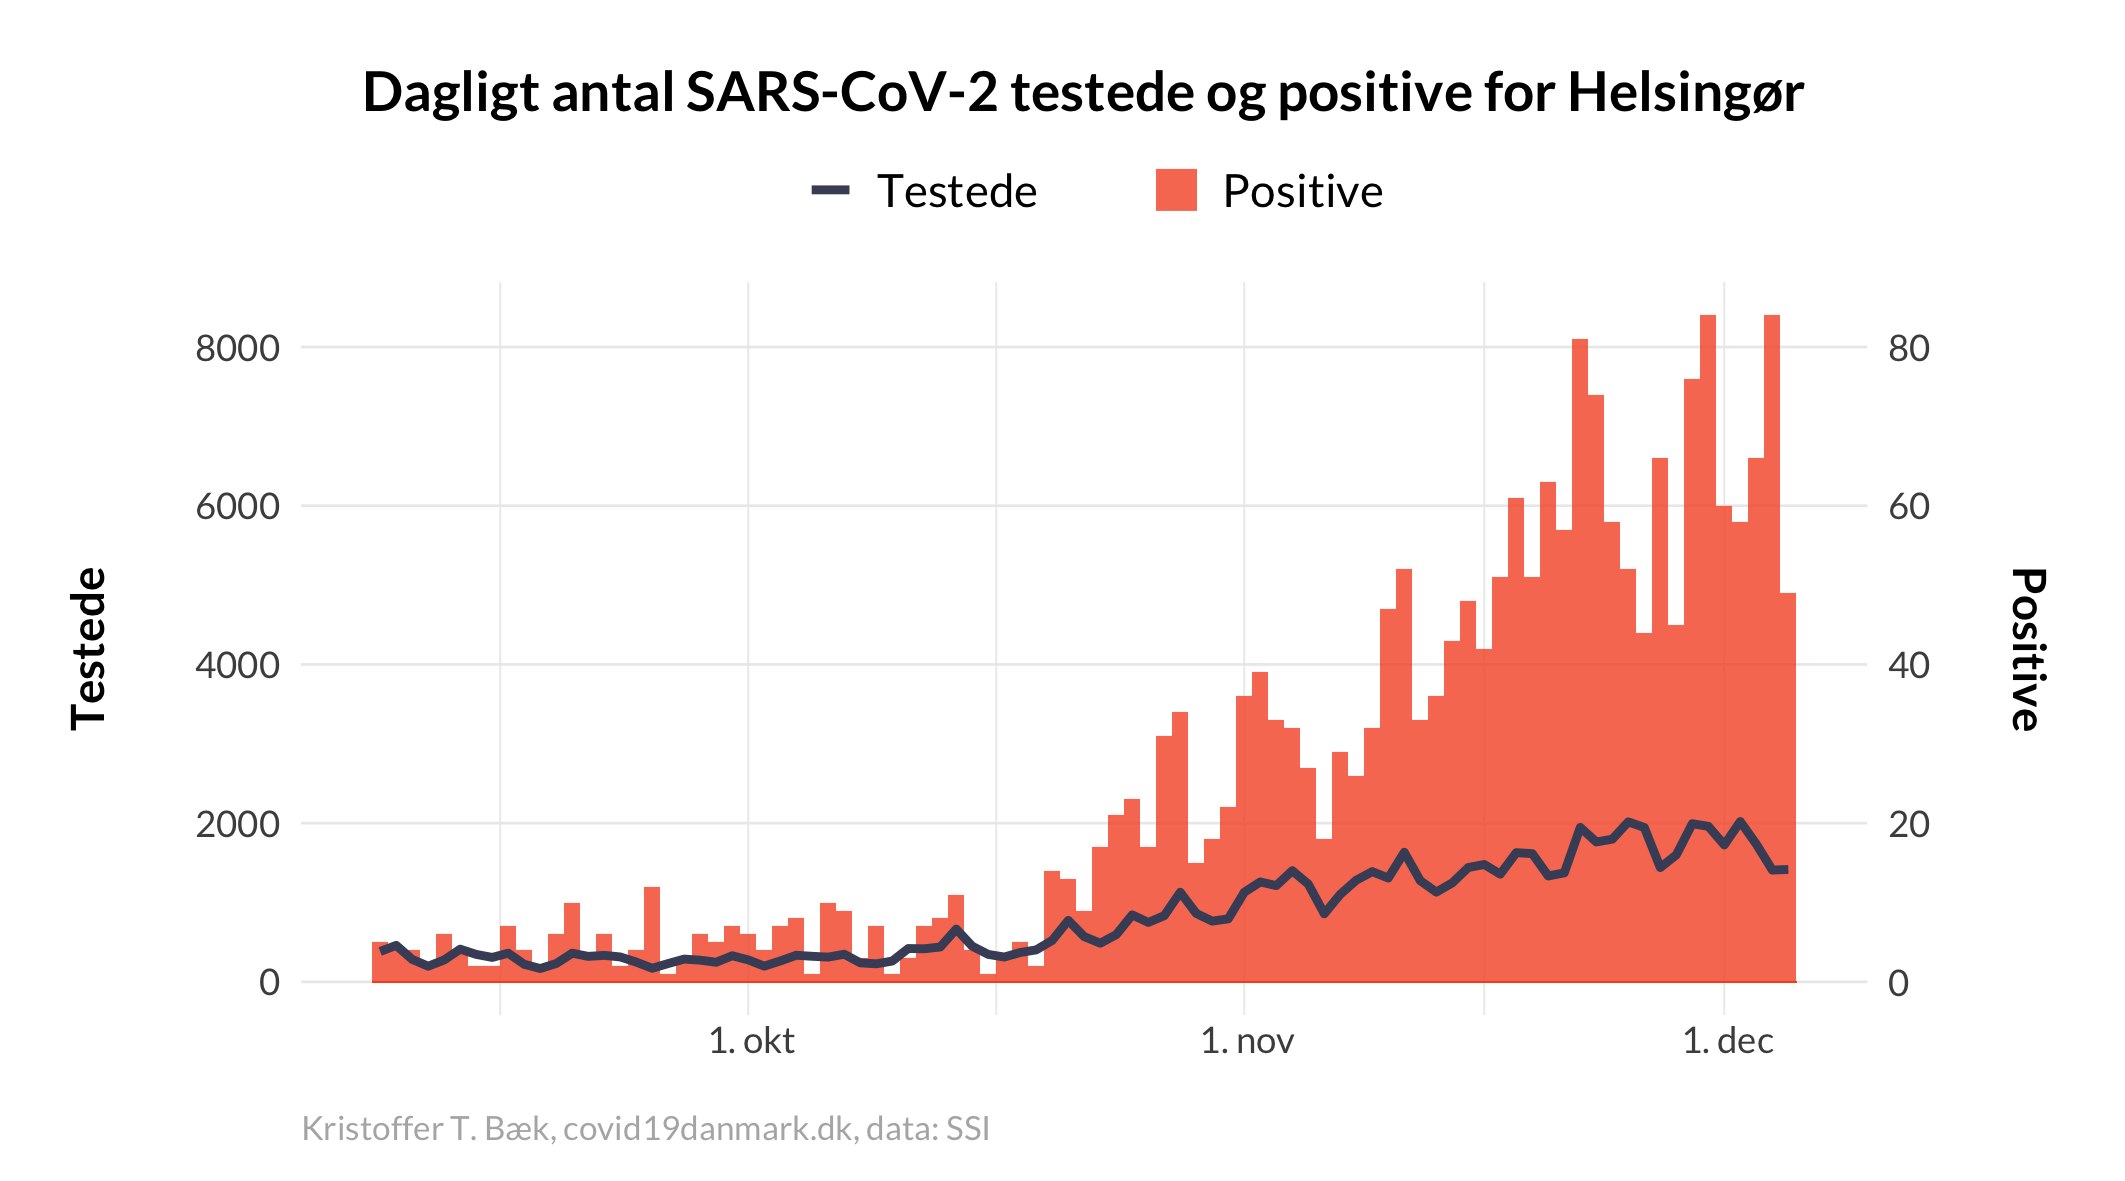 Dagligt antal SARS-CoV-2 testede og positive for Helsingør
Testede
Positive
8000
6000
4000
2000
0
80
60
40
20
0
Testede
Positive
1. okt
1. nov
1. dec
Kristoffer T. Bæk, covid19danmark.dk, data: SSI